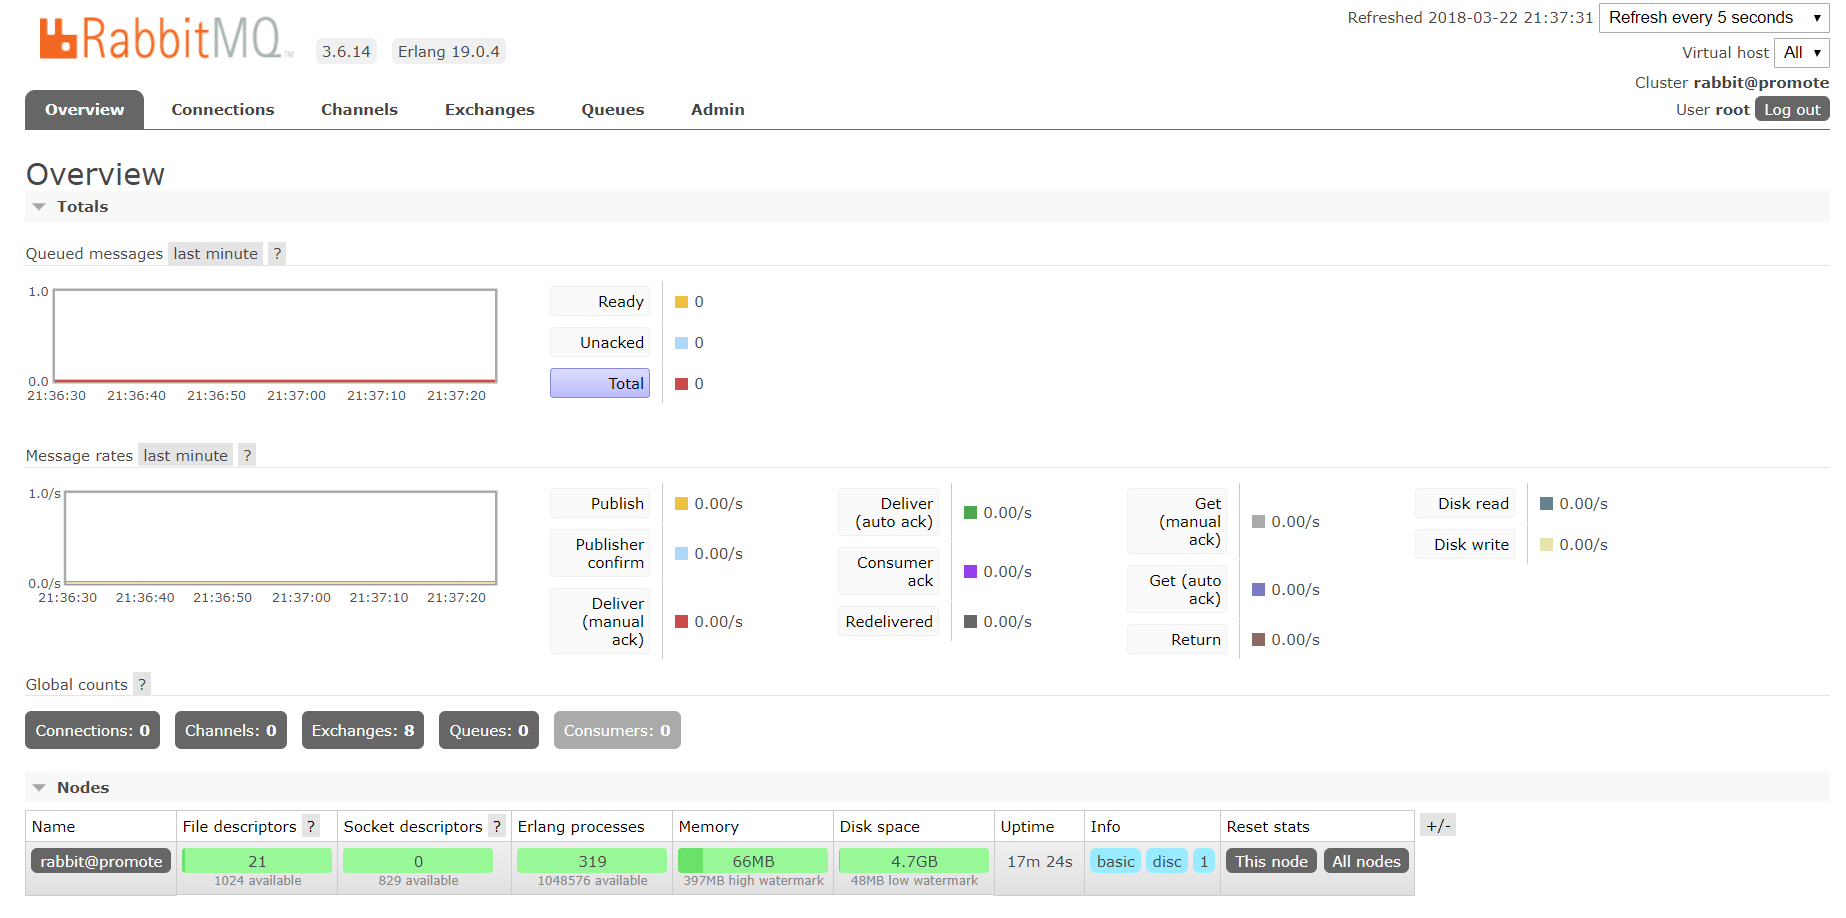 RabbitMQ TM 3.6.14 Erlang 19.0.4
Refreshed 2018-03-22 21:37:31 Refresh every 5 seconds
Virtual host All
Cluster rabbit@promote
User root Log out
Overview Connections Channels Exchanges Queues Admin
Overview
Totals
Queued messages last minute ?
1.0
0.0
21:36:30 21:36:40 21:36:50 21:37:00 21:37:10 21:37:20
Ready 0
Unacked 0
Total 0
Message rates last minute ?
1.0/s
0.0/s
21:36:30 21:36:40 21:36:50 21:37:00 21:37:10 21:37:20
Publish 0.00/s
Publisher
confirm 0.00/s
Deliver
(manual
ack) 0.00/s
Deliver
(auto ack) 0.00/s
Consumer
ack 0.00/s
Redelivered 0.00/s
Get
(manual
ack) 0.00/s
Get (auto
ack) 0.00/s
Return 0.00/s
Disk read 0.00/s
Disk write 0.00/s
Global counts ?
Connections: 0 Channels: 0 Exchanges: 8 Queues: 0 Consumers: 0
Nodes
Name File descriptors ? Socket descriptors ? Erlang processes Memory Disk space Uptime Info Reset stats +/-
rabbit@promote 21 0 319 66MB 4.7GB 17m 24s basic disc 1 This node All nodes
1024 available 829 available 1048576 available 397MB high watermark 48MB low watermark